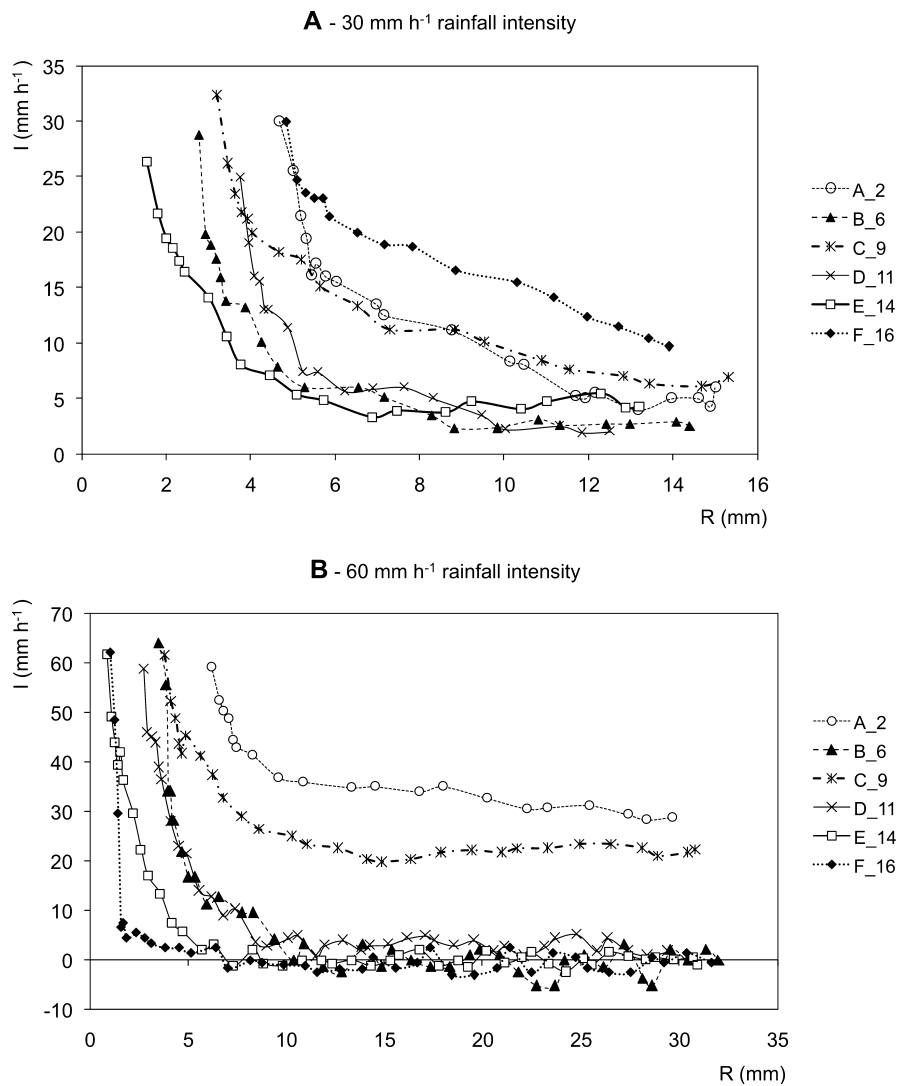 A - 30 mm h-1 rainfall intensity
I (mm h-1)
35
30
25
20
15
10
5
0
0 2 4 6 8 10 12 14 16
R (mm)
A_2
B_6
C_9
D_11
E_14
F_16
B - 60 mm h-1 rainfall intensity
I (mm h-1)
70
60
50
40
30
20
10
0
-10
0 5 10 15 20 25 30 35
R (mm)
A_2
B_6
C_9
D_11
E_14
F_16